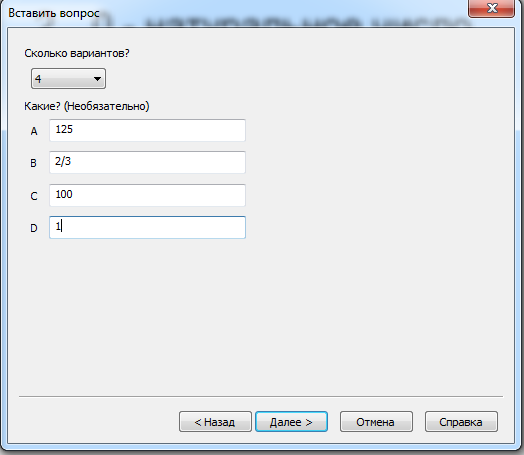 Вставить вопрос
Сколько вариантов?
4
Какие? (Необязательно)
A 125
B 2/3
C 100
D 1
< Назад Далее > Отмена Справка